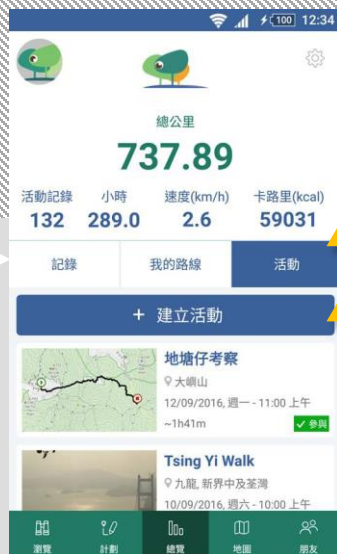 100 12:34
總公里
737.89
活動記錄 小時 速度(km/h) 卡路里(kcal)
132 289.0 2.6 59031
記錄 我的路線 活動
+ 建立活動
地塘仔考察
大嶼山
12/09/2016, 週一 - 11:00 上午
~1h41m
參與
Tsing Yi Walk
九龍, 新界中及荃灣
10/09/2016, 週六 - 10:00 上午
瀏覽 計劃 總覽 地圖 朋友